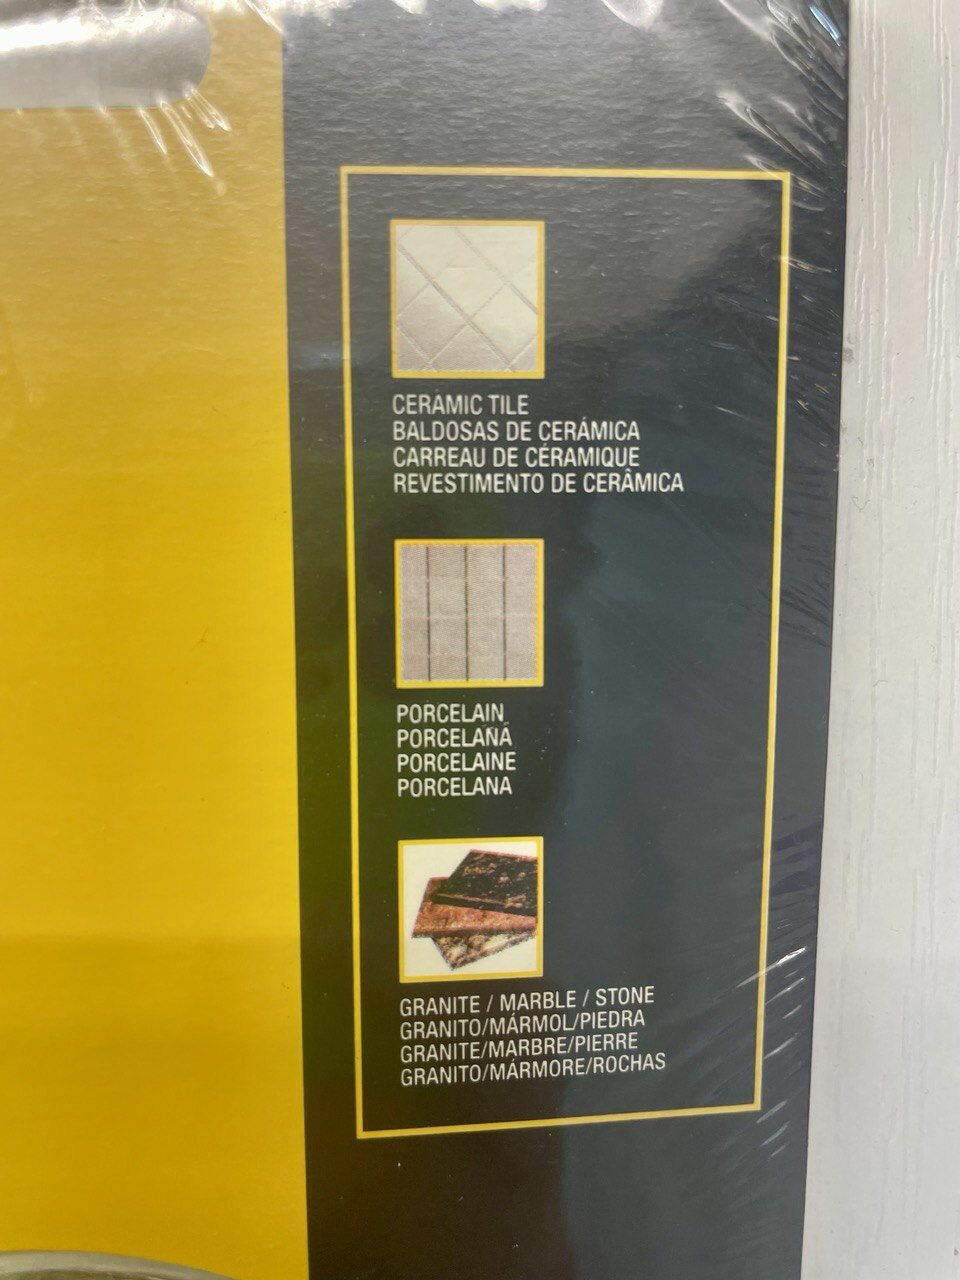 CERAMIC TILE
BALDOSAS DE CERÁMICA
CARREAU DE CÉRAMIQUE
REVESTIMENTO DE CERÂMICA
PORCELAIN
PORCELANA
PORCELAINE
PORCELANA
GRANITE / MARBLE / STONE
GRANITO/MÁRMOL/PIEDRA
GRANITE/MARBRE/PIERRE
GRANITO/MÁRMORE/ROCHAS